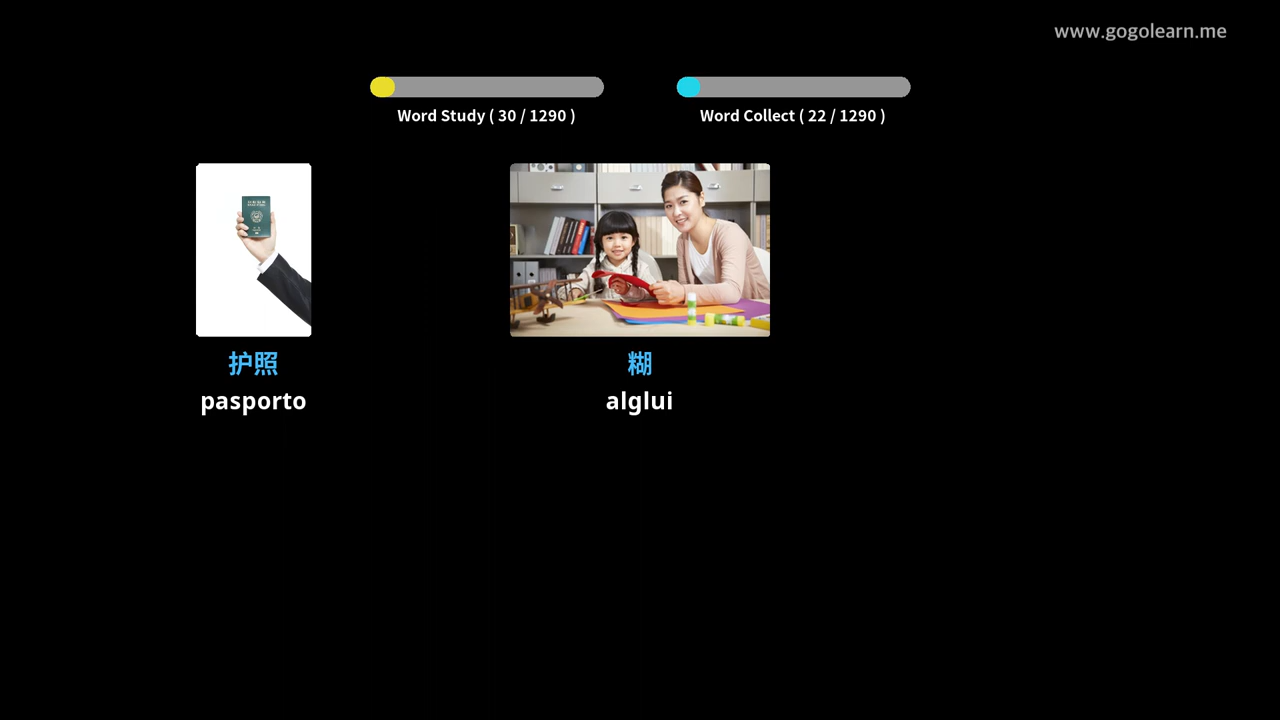 www.gogolearn.me
Word Study ( 30 / 1290 )
Word Collect ( 22 / 1290 )
护照
pasporto
糊
alglui